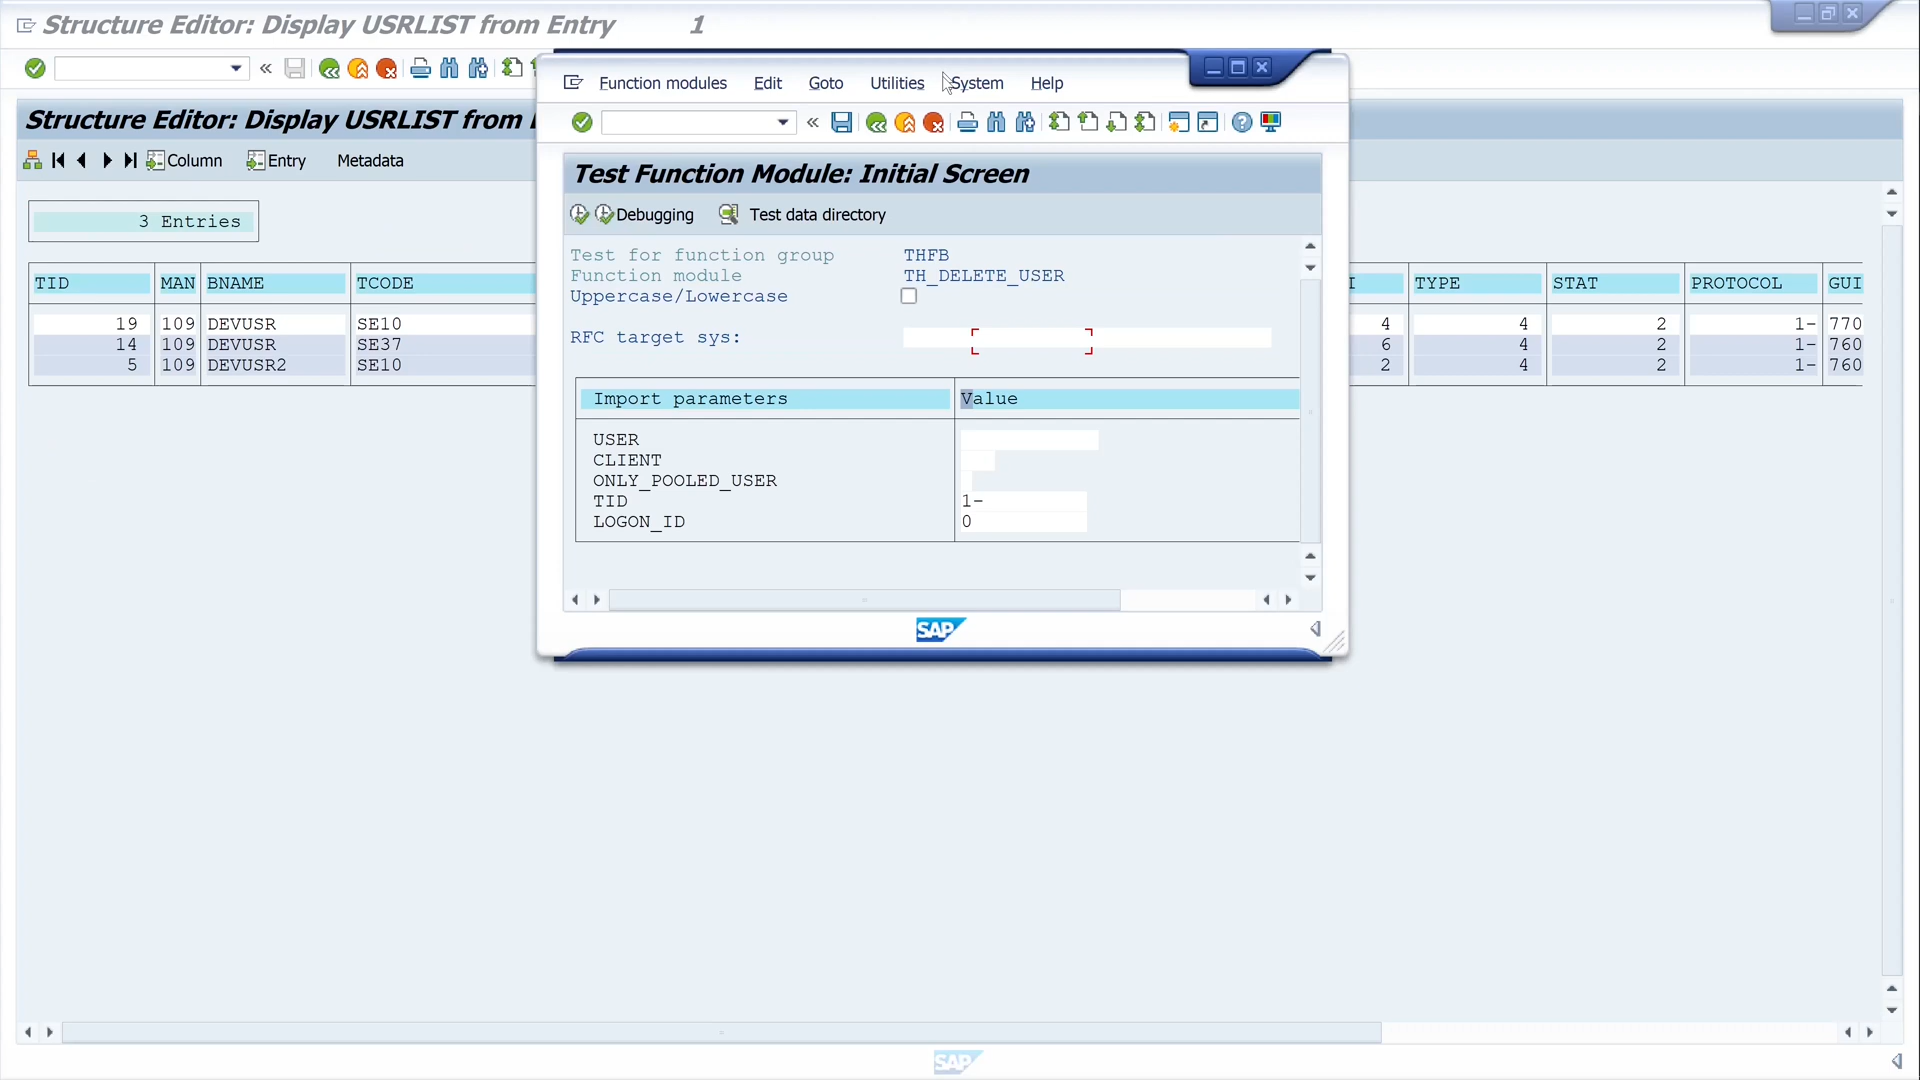 Structure Editor: Display USRLIST from Entry 1
Function modules Edit Goto Utilities System Help
Structure Editor: Display USRLIST from
Column Entry Metadata
Test Function Module: Initial Screen
Debugging Test data directory
3 Entries
Test for function group THFB
Function module TH_DELETE_USER
Uppercase/Lowercase
RFC target sys:
TID MAN BNAME TCODE TYPE STAT PROTOCOL GUI
19 109 DEVUSR SE10 4 4 2 1- 770
14 109 DEVUSR SE37 6 4 2 1- 760
5 109 DEVUSR2 SE10 2 4 2 1- 760
Import parameters Value
USER
CLIENT
ONLY_POOLED_USER
TID 1-
LOGON_ID 0
SAP
SAP